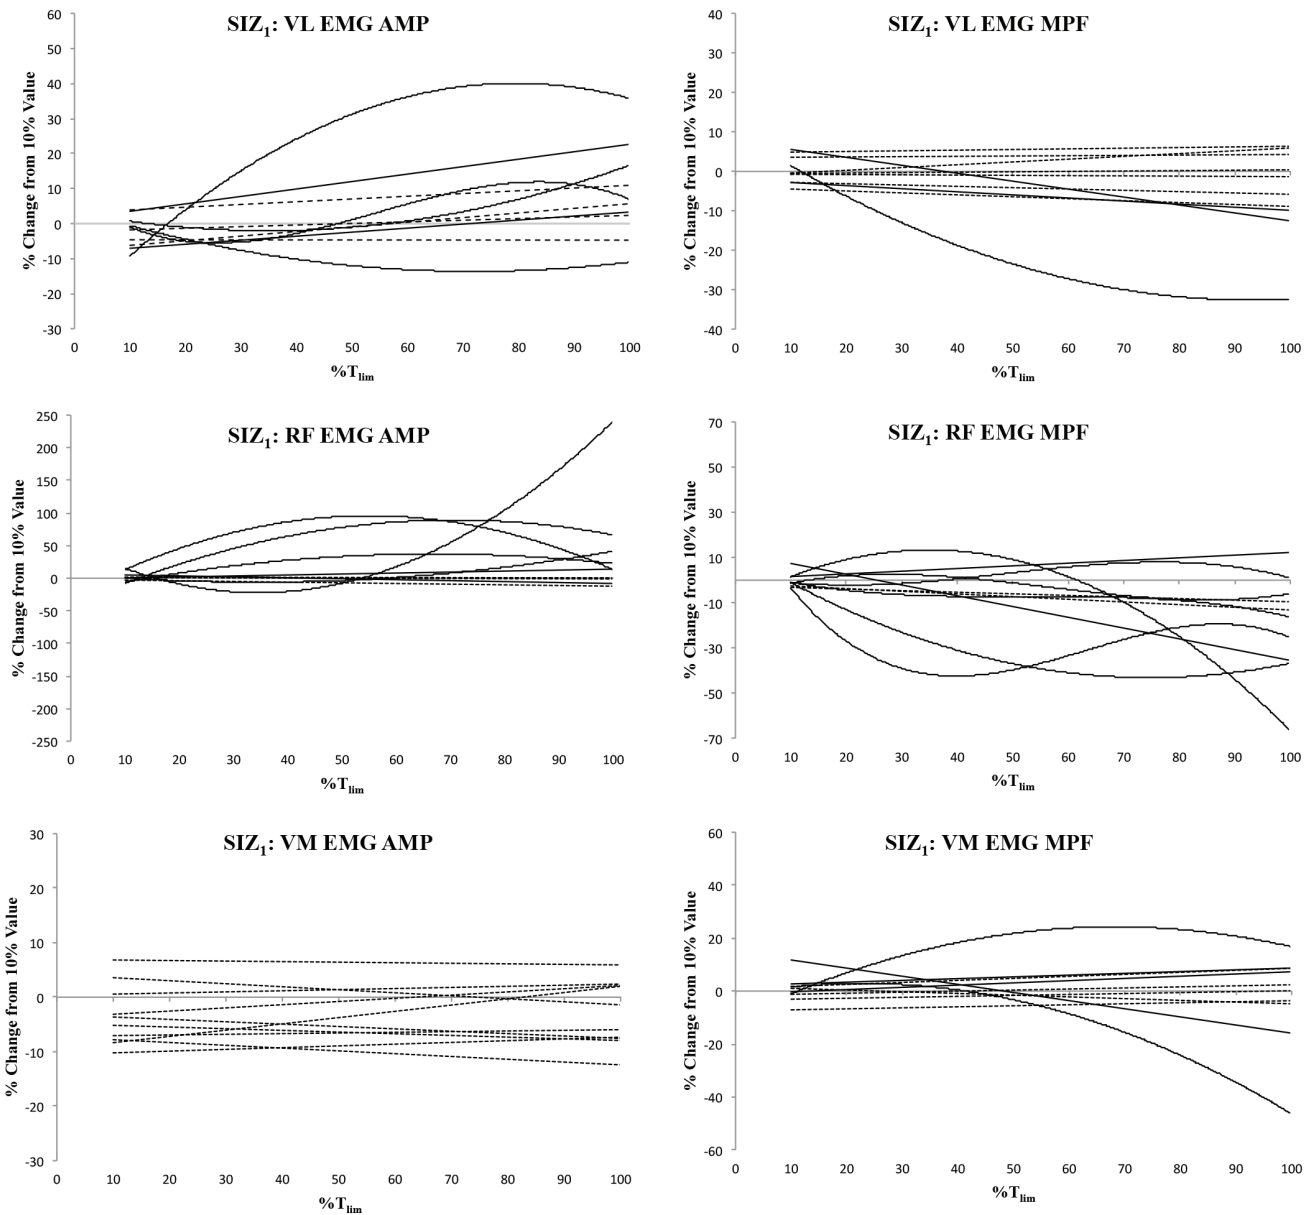 SIZ₁: VL EMG AMP
% Change from 10% Value
60
50
40
30
20
10
0
-10
-20
-30
0 10 20 30 40 50 60 70 80 90 100
%Tlim
SIZ₁: VL EMG MPF
% Change from 10% Value
40
30
20
10
0
-10
-20
-30
-40
0 10 20 30 40 50 60 70 80 90 100
%Tlim
SIZ₁: RF EMG AMP
% Change from 10% Value
250
200
150
100
50
0
-50
-100
-150
-200
-250
0 10 20 30 40 50 60 70 80 90 100
%Tlim
SIZ₁: RF EMG MPF
% Change from 10% Value
70
50
30
10
-10
-30
-50
-70
0 10 20 30 40 50 60 70 80 90 100
%Tlim
SIZ₁: VM EMG AMP
% Change from 10% Value
30
20
10
0
-10
-20
-30
0 10 20 30 40 50 60 70 80 90 100
%Tlim
SIZ₁: VM EMG MPF
% Change from 10% Value
60
40
20
0
-20
-40
-60
0 10 20 30 40 50 60 70 80 90 100
%Tlim